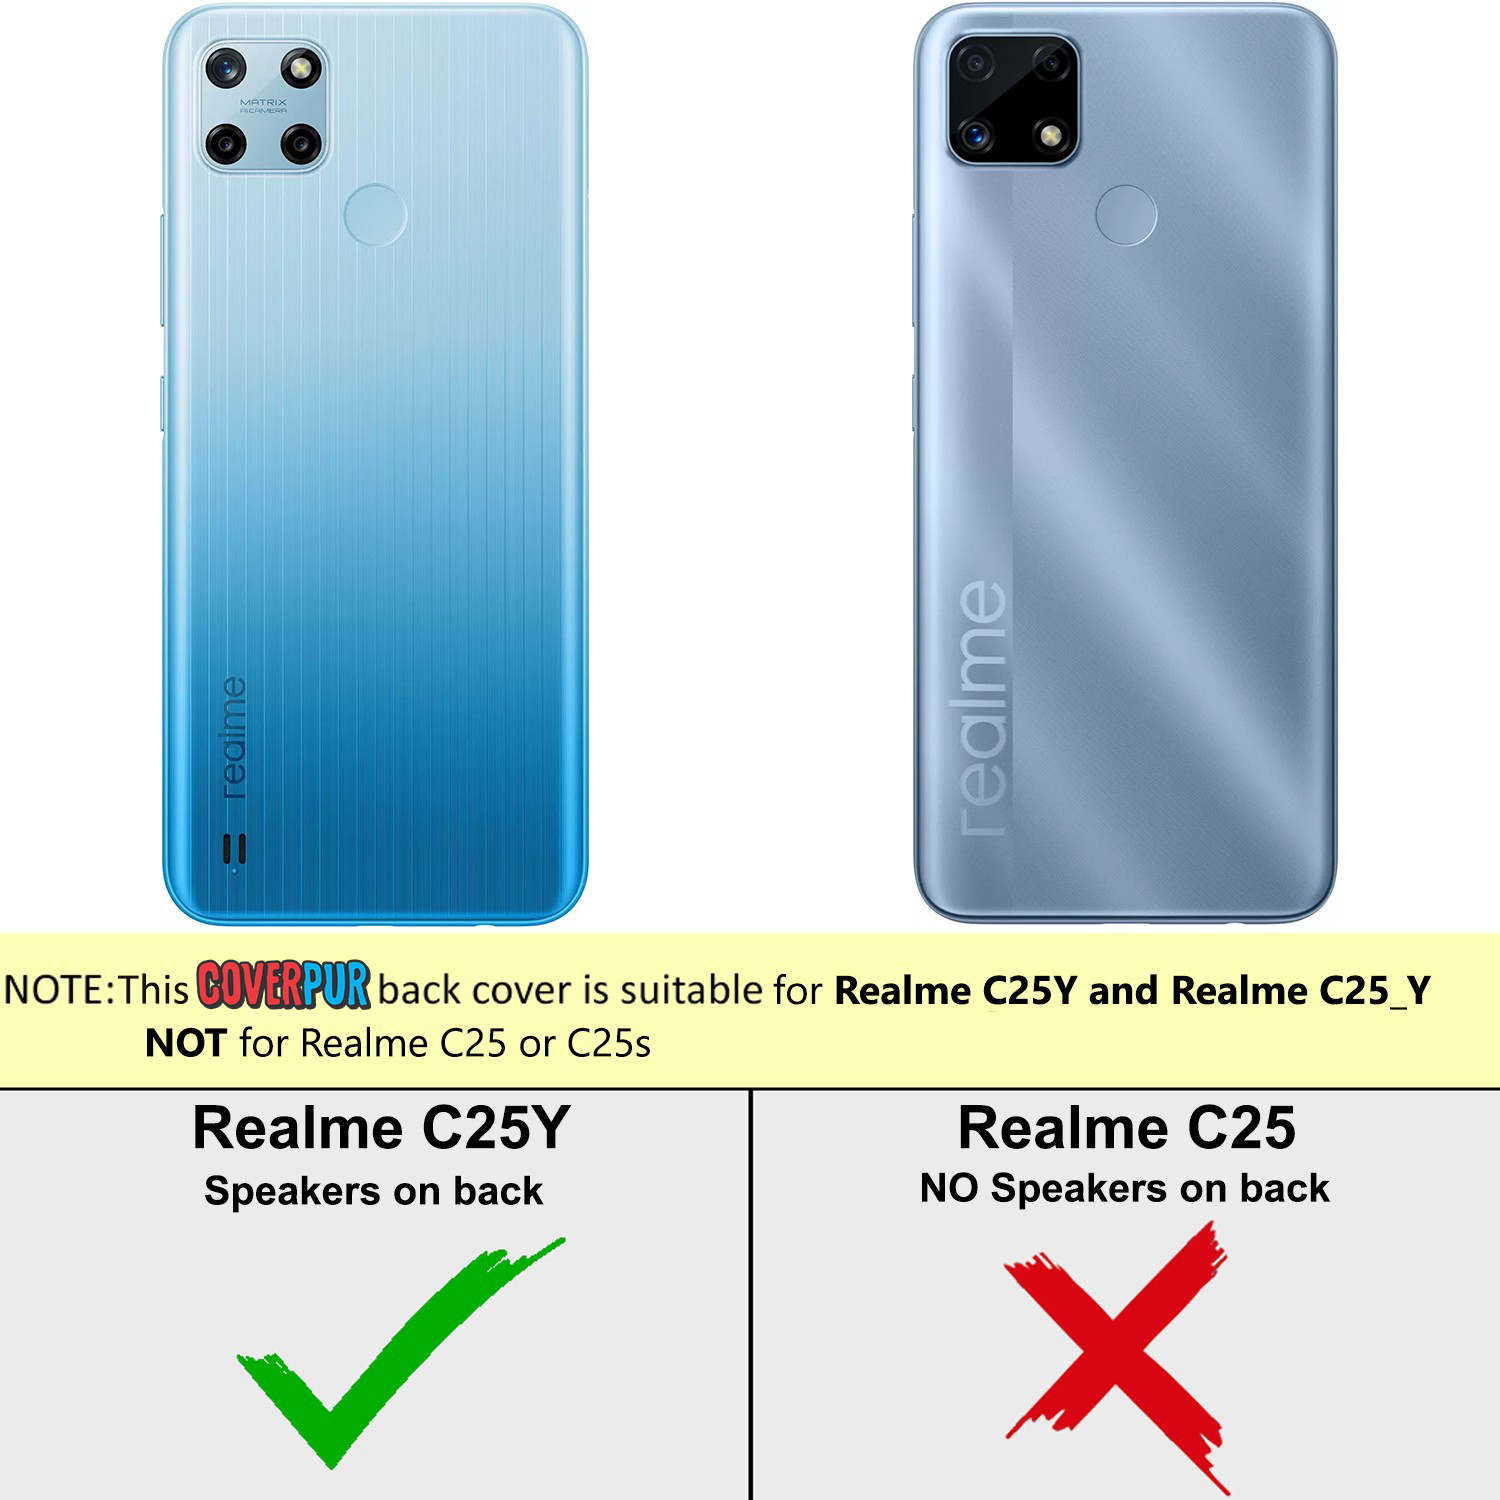 MATRIX
AI CAMERA
realme
realme
NOTE:This COVERPUR back cover is suitable for Realme C25Y and Realme C25_Y
NOT for Realme C25 or C25s
Realme C25Y
Speakers on back
Realme C25
NO Speakers on back